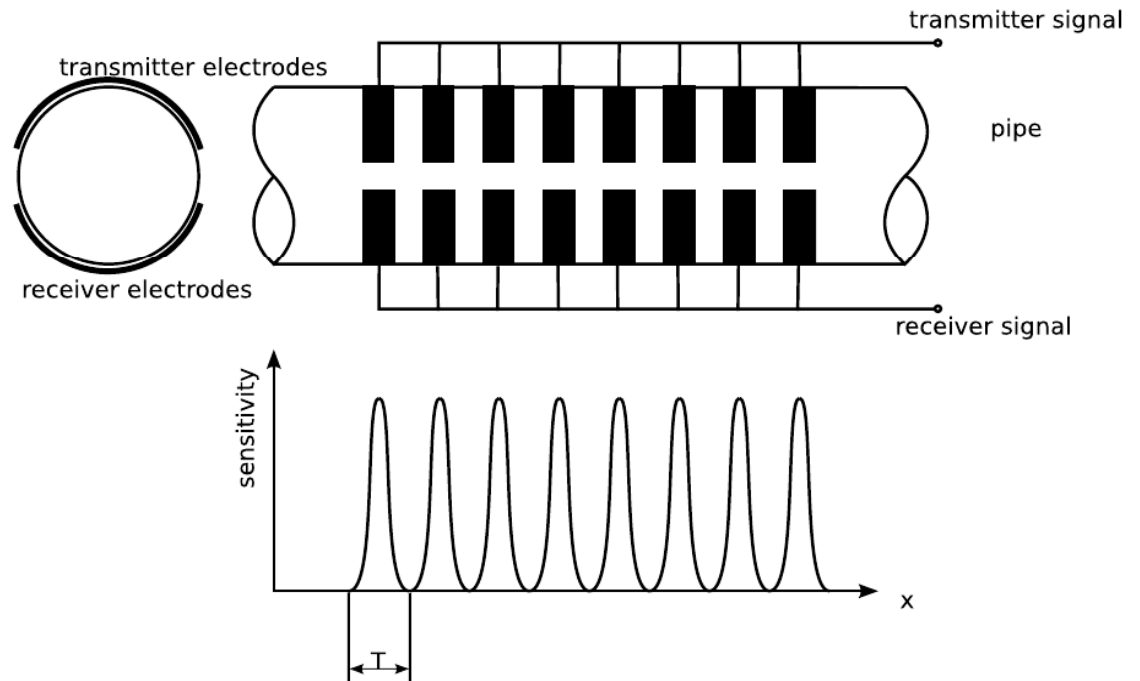 transmitter signal
transmitter electrodes
pipe
receiver electrodes
receiver signal
sensitivity
x
T